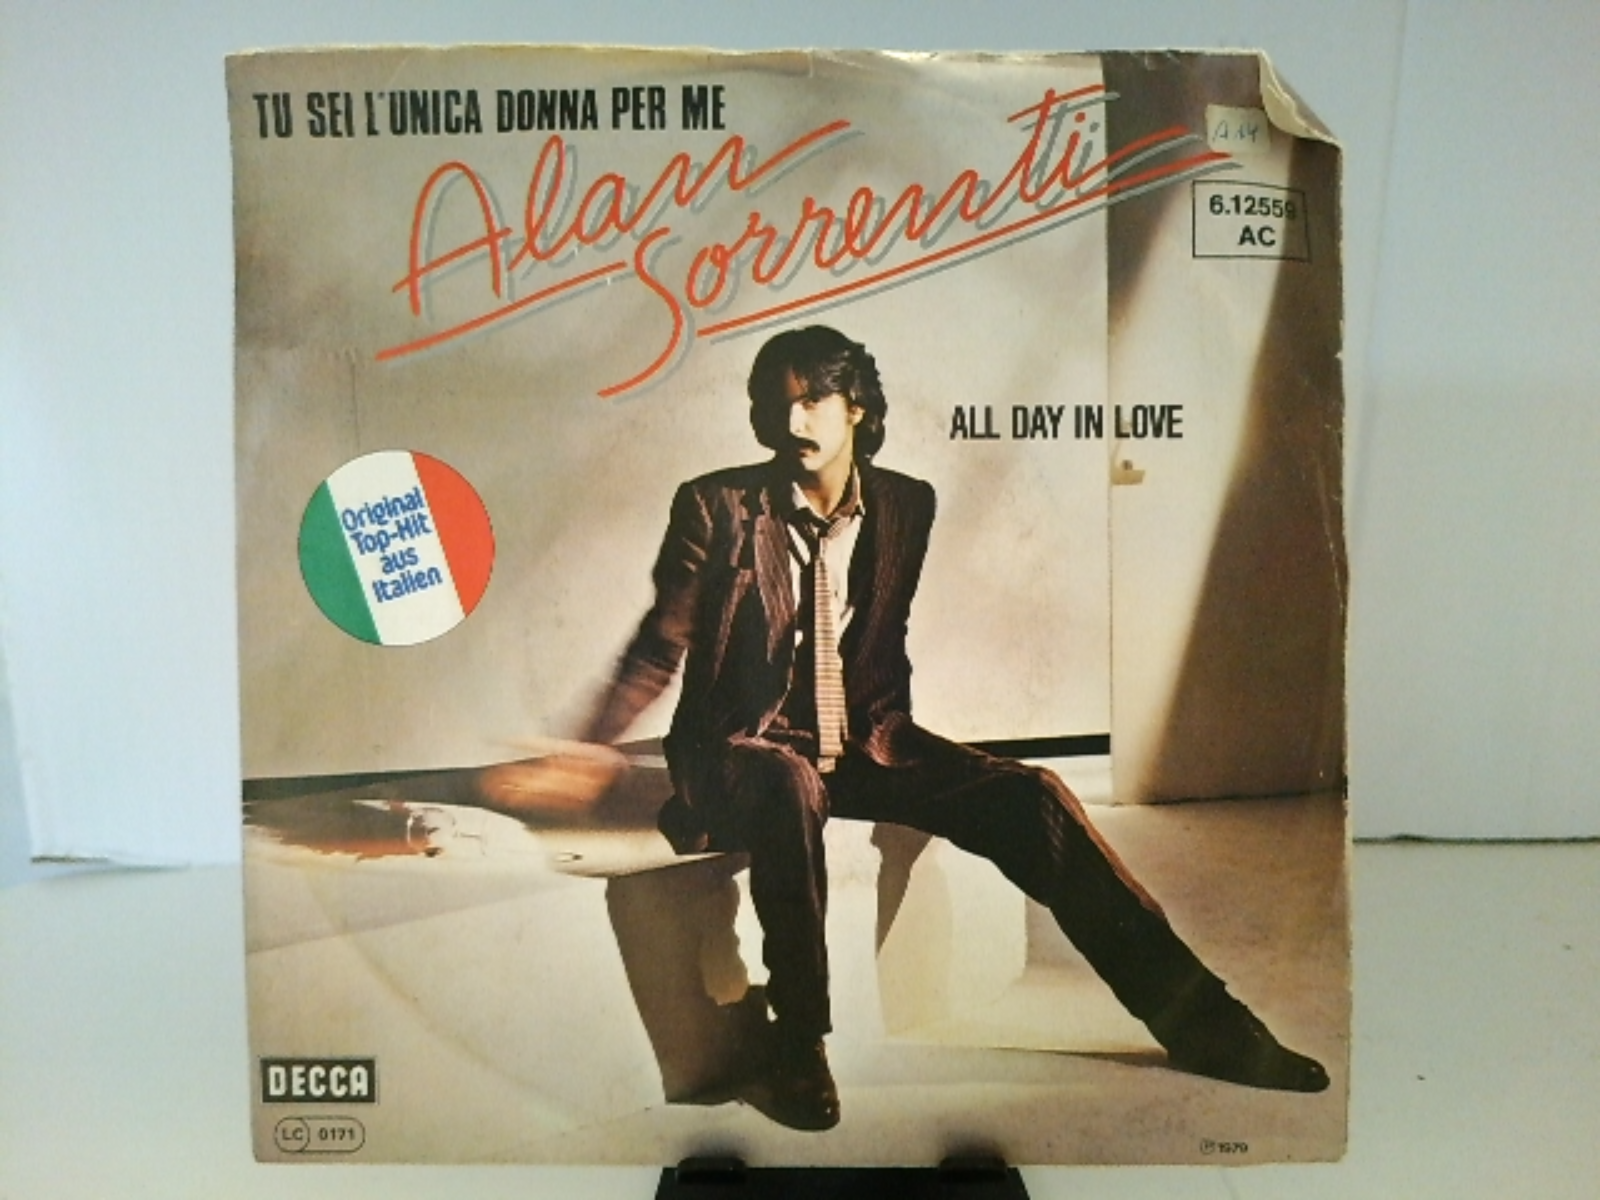 TU SEI L'UNICA DONNA PER ME
Alan
Sorrenti
A 14
6.12559
AC
ALL DAY IN LOVE
Original
Top-Hit
aus
Italien
DECCA
LC 0171
℗ 1979